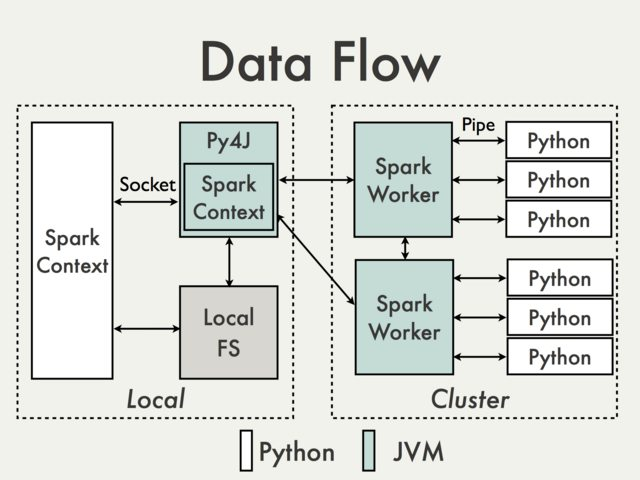 Data Flow
Spark
Context
Socket
Py4J
Spark
Context
Local
FS
Local
Spark
Worker
Pipe
Python
Python
Python
Spark
Worker
Python
Python
Python
Cluster
Python
JVM